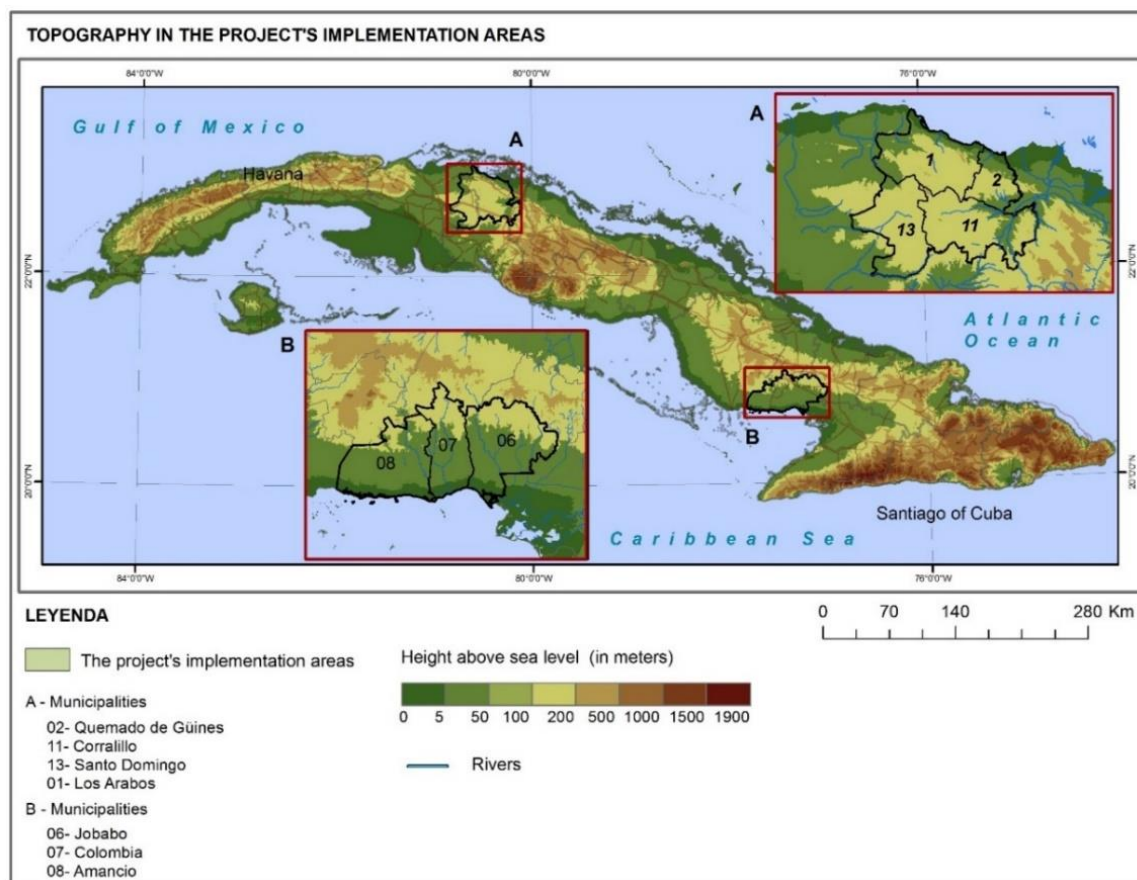 TOPOGRAPHY IN THE PROJECT'S IMPLEMENTATION AREAS
84°0'0"W 80°0'0"W 76°0'0"W
Gulf of Mexico
A
A
Havana
1
2
13
11
22°0'0"N
22°0'0"N
B
Atlantic
Ocean
08
07
06
B
20°0'0"N
20°0'0"N
Santiago of Cuba
Caribbean Sea
84°0'0"W 80°0'0"W 76°0'0"W
LEYENDA
0 70 140 280 Km
The project's implementation areas
Height above sea level (in meters)
0 5 50 100 200 500 1000 1500 1900
Rivers
A - Municipalities
02- Quemado de Güines
11- Corralillo
13- Santo Domingo
01- Los Arabos
B - Municipalities
06- Jobabo
07- Colombia
08- Amancio